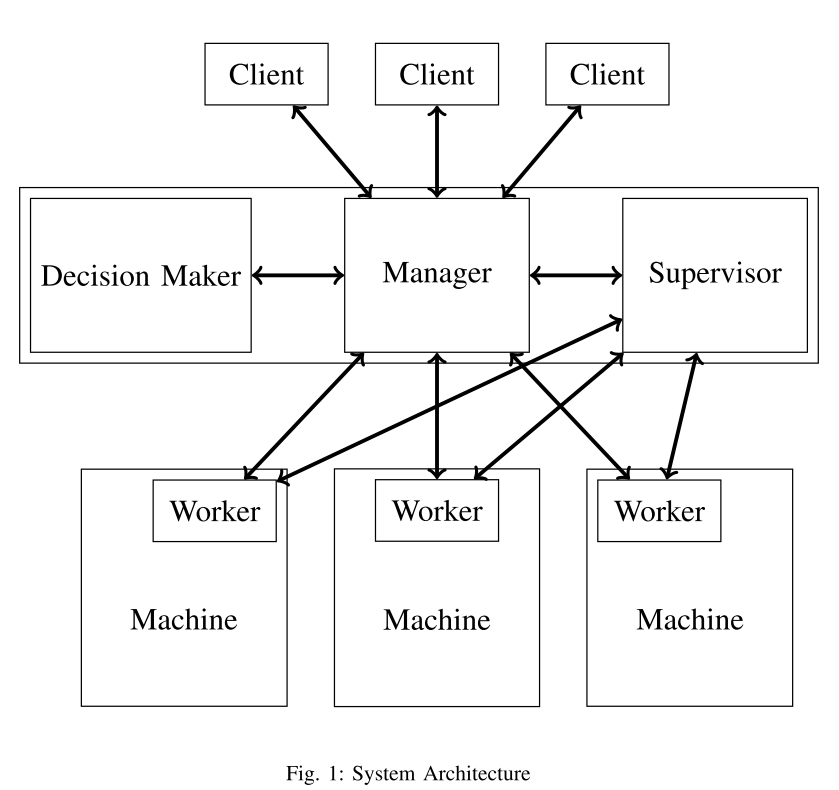 Client Client Client
Decision Maker Manager Supervisor
Worker Worker Worker
Machine Machine Machine
Fig. 1: System Architecture